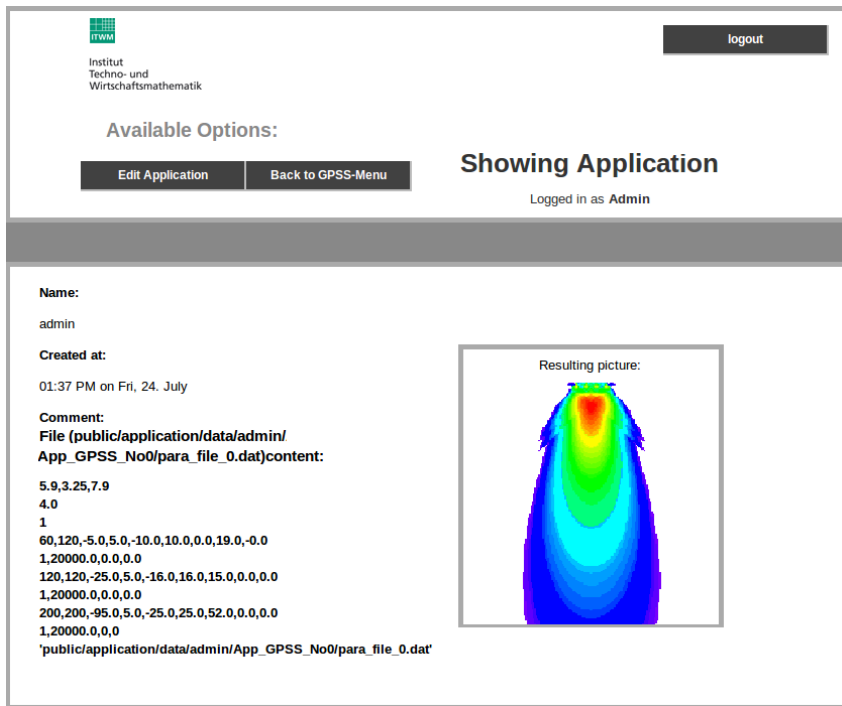 ITWM
Institut
Techno- und
Wirtschaftsmathematik
logout
Available Options:
Edit Application
Back to GPSS-Menu
Showing Application
Logged in as Admin
Name:
admin
Created at:
01:37 PM on Fri, 24. July
Comment:
File (public/application/data/admin/
App_GPSS_No0/para_file_0.dat)content:
5.9,3.25,7.9
4.0
1
60,120,-5.0,5.0,-10.0,10.0,0.0,19.0,-0.0
1,20000.0,0.0,0.0
120,120,-25.0,5.0,-16.0,16.0,15.0,0.0,0.0
1,20000.0,0.0,0.0
200,200,-95.0,5.0,-25.0,25.0,52.0,0.0,0.0
1,20000.0,0,0
'public/application/data/admin/App_GPSS_No0/para_file_0.dat'
Resulting picture: